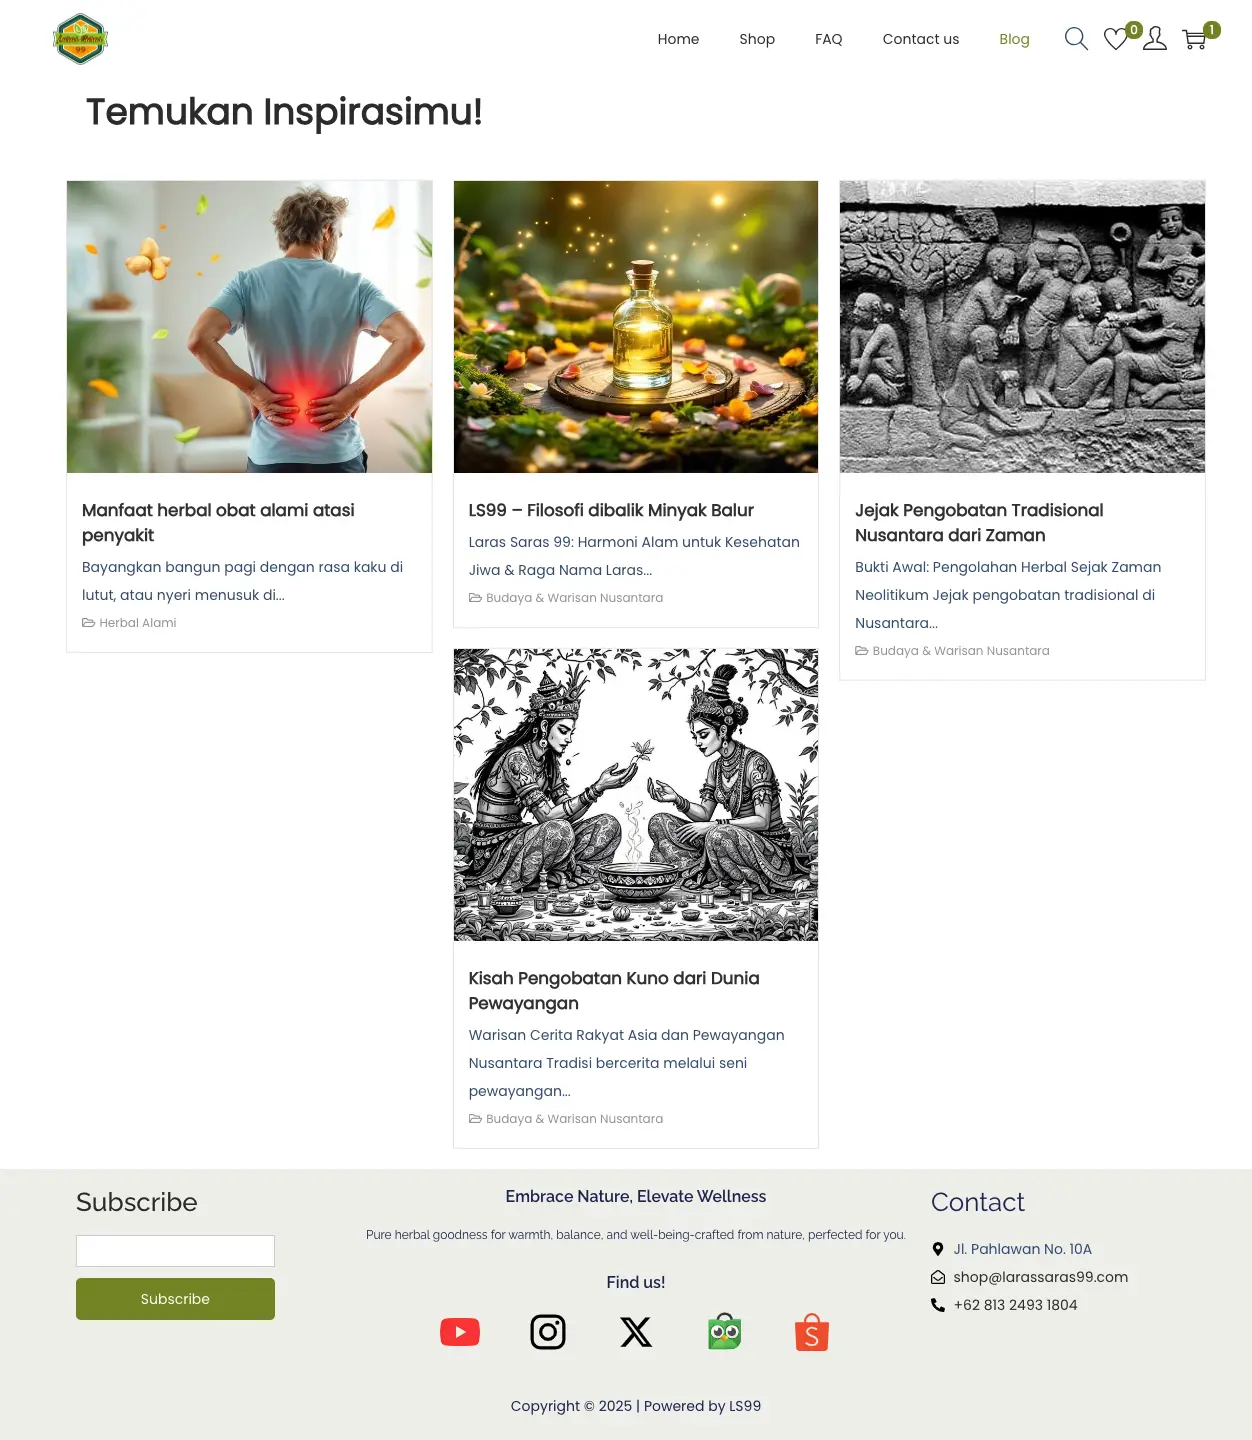 Laras Saras
99
Home
Shop
FAQ
Contact us
Blog
0
1
Temukan Inspirasimu!
Manfaat herbal obat alami atasi
penyakit
Bayangkan bangun pagi dengan rasa kaku di
lutut, atau nyeri menusuk di...
Herbal Alami
LS99 – Filosofi dibalik Minyak Balur
Laras Saras 99: Harmoni Alam untuk Kesehatan
Jiwa & Raga Nama Laras...
Budaya & Warisan Nusantara
Jejak Pengobatan Tradisional
Nusantara dari Zaman
Bukti Awal: Pengolahan Herbal Sejak Zaman
Neolitikum Jejak pengobatan tradisional di
Nusantara...
Budaya & Warisan Nusantara
Kisah Pengobatan Kuno dari Dunia
Pewayangan
Warisan Cerita Rakyat Asia dan Pewayangan
Nusantara Tradisi bercerita melalui seni
pewayangan...
Budaya & Warisan Nusantara
Subscribe
Subscribe
Embrace Nature, Elevate Wellness
Pure herbal goodness for warmth, balance, and well-being-crafted from nature, perfected for you.
Find us!
Contact
Jl. Pahlawan No. 10A
shop@larassaras99.com
+62 813 2493 1804
Copyright © 2025 | Powered by LS99